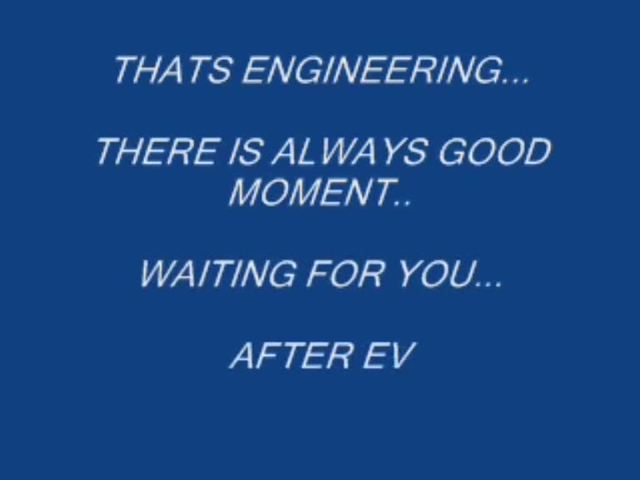 THATS ENGINEERING...
THERE IS ALWAYS GOOD
MOMENT..
WAITING FOR YOU...
AFTER EV